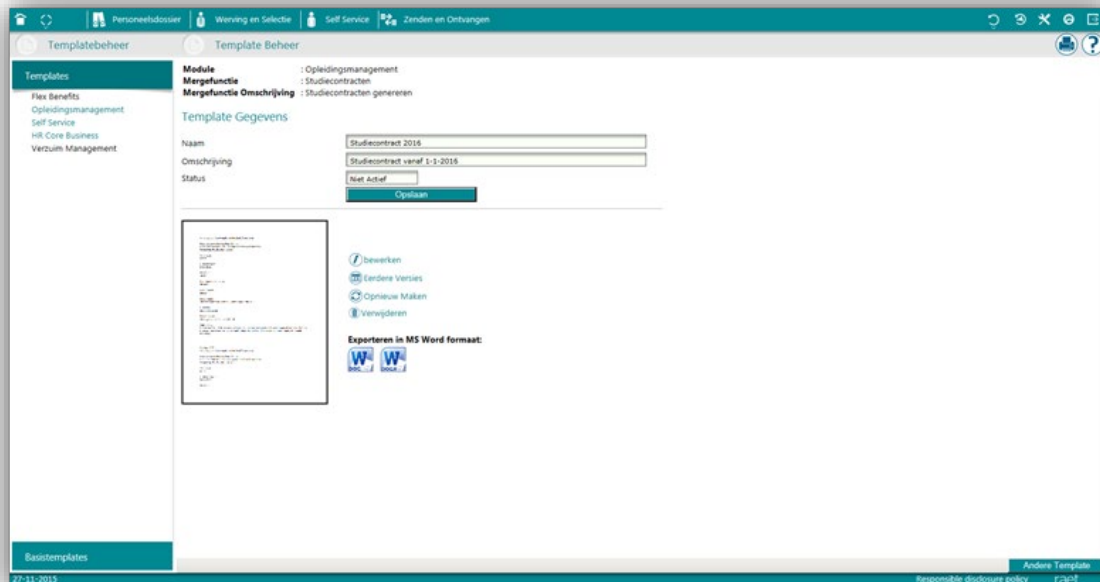 Personeelsdossier Werving en Selectie Self Service Zenden en Ontvangen
Templatebeheer Template Beheer
Templates
Flex Benefits
Opleidingsmanagement
Self Service
HR Core Business
Verzuim Management
Module : Opleidingsmanagement
Mergefunctie : Studiecontracten
Mergefunctie Omschrijving : Studiecontracten genereren
Template Gegevens
Naam Studiecontract 2016
Omschrijving Studiecontract vanaf 1-1-2016
Status Niet Actief
Opslaan
bewerken
Eerdere Versies
Opnieuw Maken
Verwijderen
Exporteren in MS Word formaat:
W W
DOC DOCX
Basistemplates
Andere Template
27-11-2015 Responsible disclosure policy raet